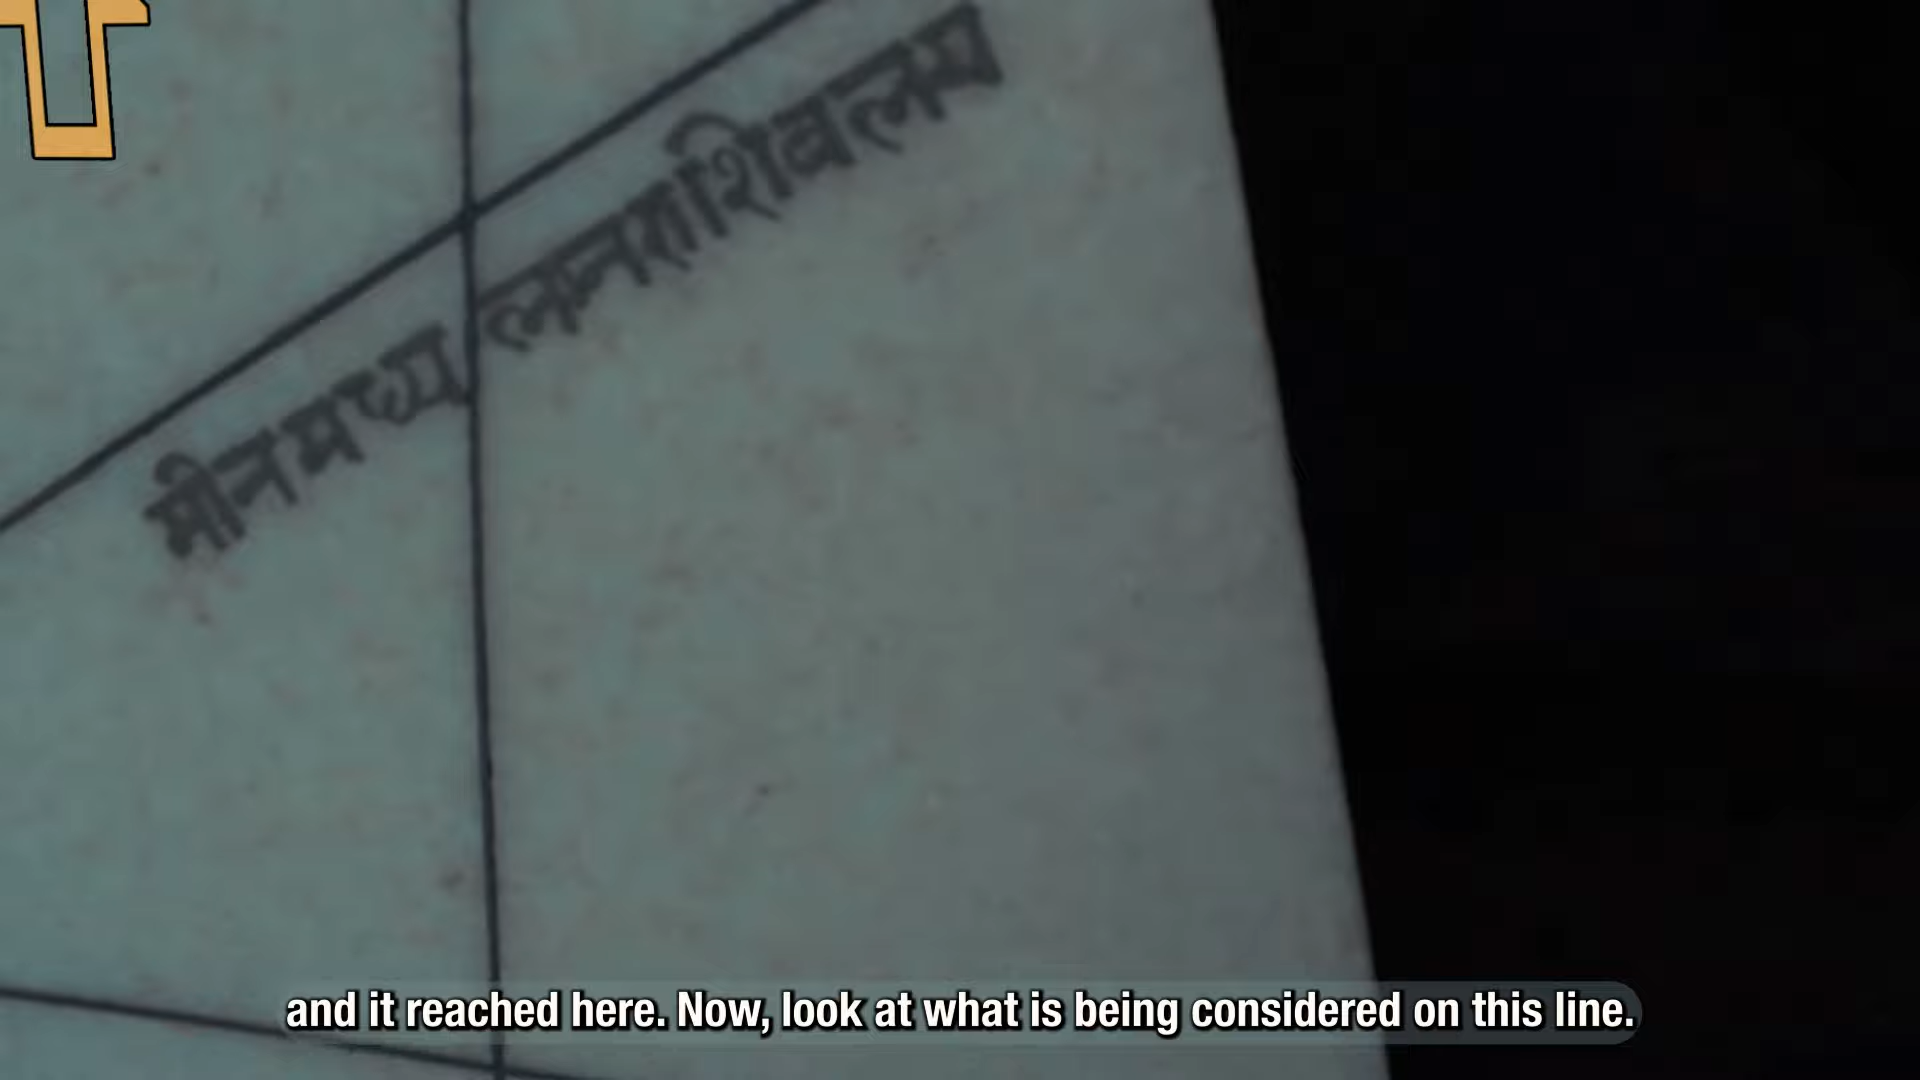 मीनमध्य लग्नराशिवलय
and it reached here. Now, look at what is being considered on this line.